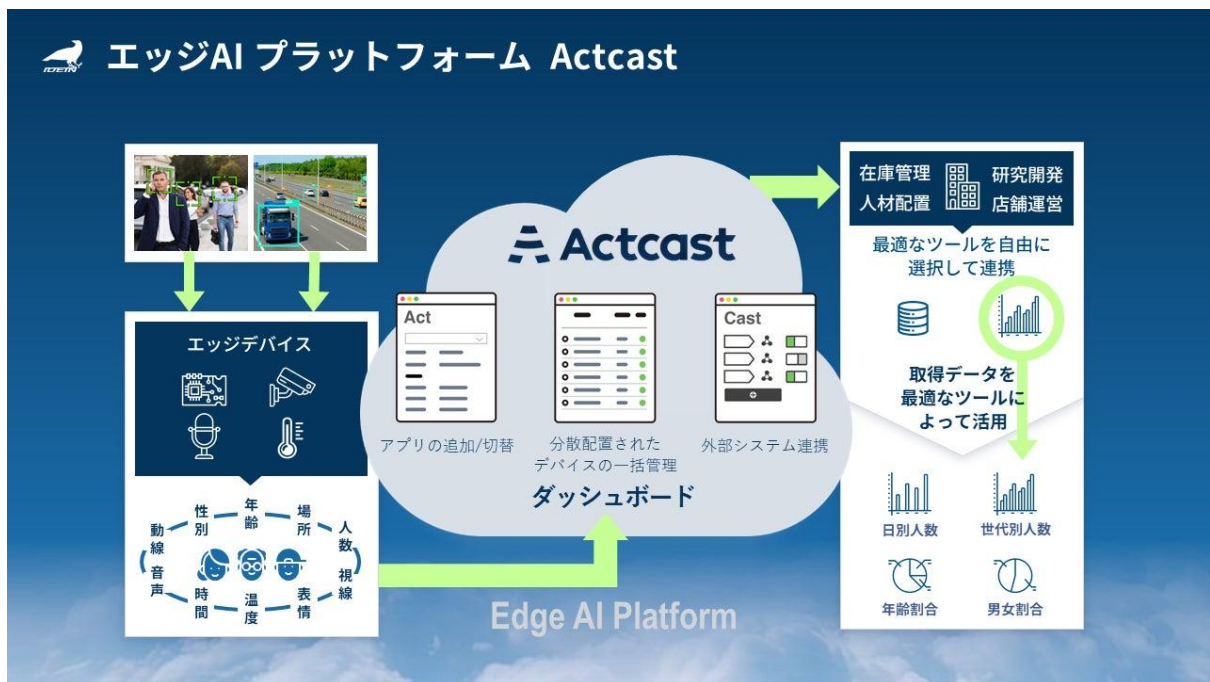 IDEIN
エッジAI プラットフォーム Actcast
エッジデバイス
性別
年齢
場所
人数
動線
音声
時間
温度
表情
視線
Actcast
Act
Cast
アプリの追加/切替
分散配置された
デバイスの一括管理
外部システム連携
ダッシュボード
Edge AI Platform
在庫管理
研究開発
人材配置
店舗運営
最適なツールを自由に
選択して連携
取得データを
最適なツールに
よって活用
日別人数
世代別人数
年齢割合
男女割合